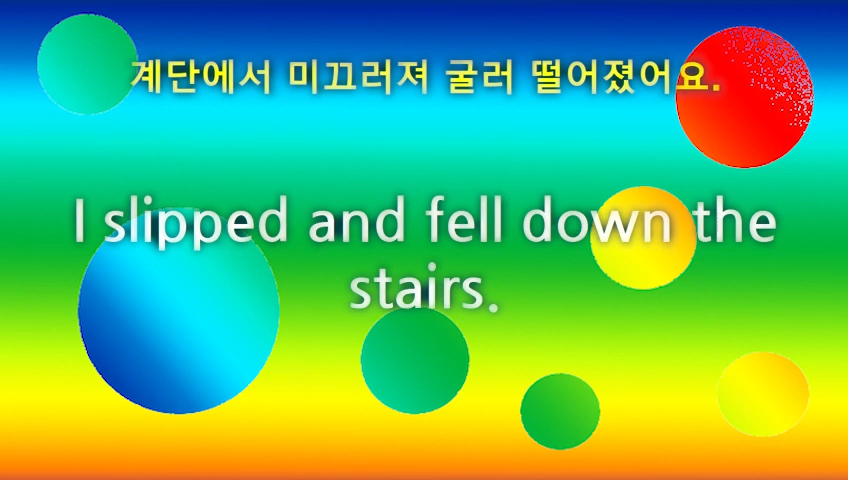 계단에서 미끄러져 굴러 떨어졌어요.
I slipped and fell down the
stairs.